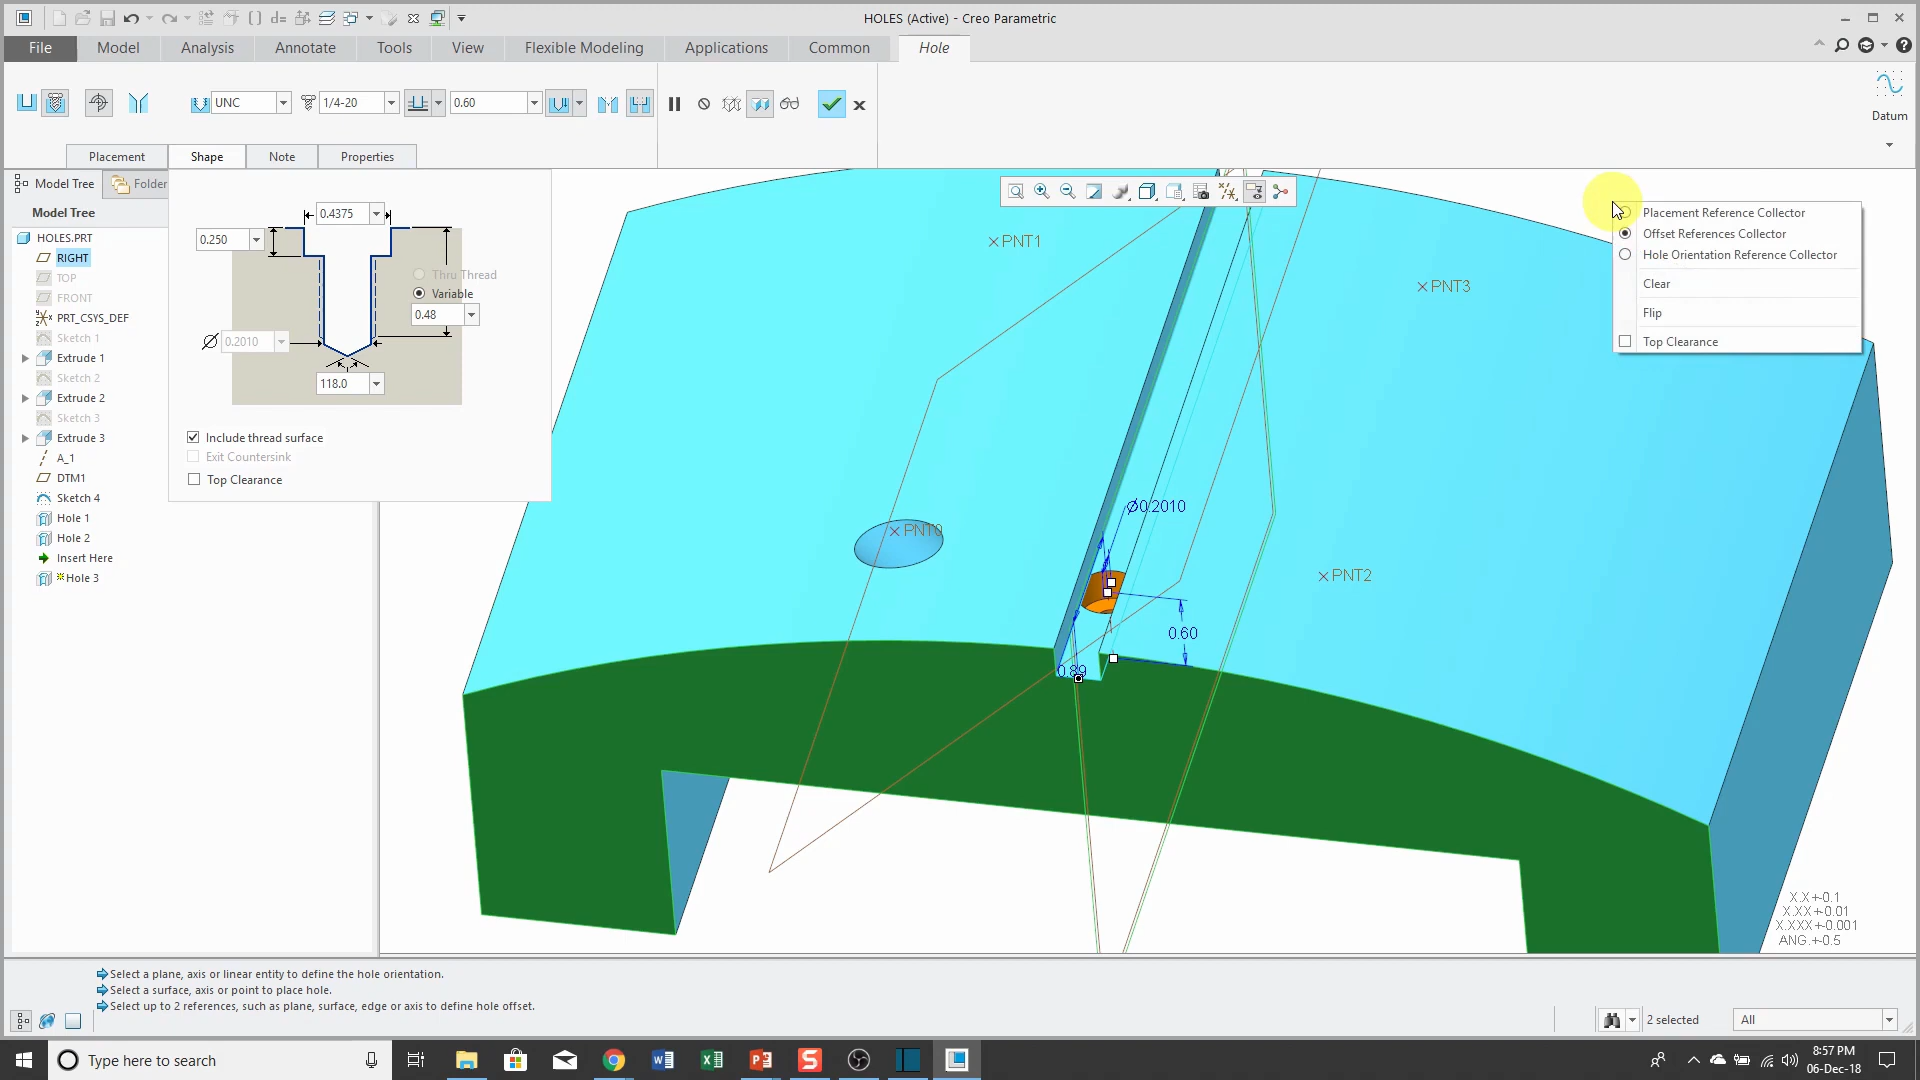 HOLES (Active) - Creo Parametric
File
Model
Analysis
Annotate
Tools
View
Flexible Modeling
Applications
Common
Hole
UNC
1/4-20
0.60
Datum
Placement
Shape
Note
Properties
Model Tree
Folder
Model Tree
HOLES.PRT
RIGHT
TOP
FRONT
PRT_CSYS_DEF
Sketch 1
Extrude 1
Sketch 2
Extrude 2
Sketch 3
Extrude 3
A_1
DTM1
Sketch 4
Hole 1
Hole 2
Insert Here
Hole 3
0.4375
0.250
Thru Thread
Variable
0.48
Ø 0.2010
118.0
Include thread surface
Exit Countersink
Top Clearance
Placement Reference Collector
Offset References Collector
Hole Orientation Reference Collector
Clear
Flip
Top Clearance
PNT1
PNT3
PNT0
PNT2
Ø0.2010
0.60
0.89
X.X+-0.1
X.XX+-0.01
X.XXX+-0.001
ANG.+-0.5
Select a plane, axis or linear entity to define the hole orientation.
Select a surface, axis or point to place hole.
Select up to 2 references, such as plane, surface, edge or axis to define hole offset.
2 selected
All
Type here to search
8:57 PM
06-Dec-18